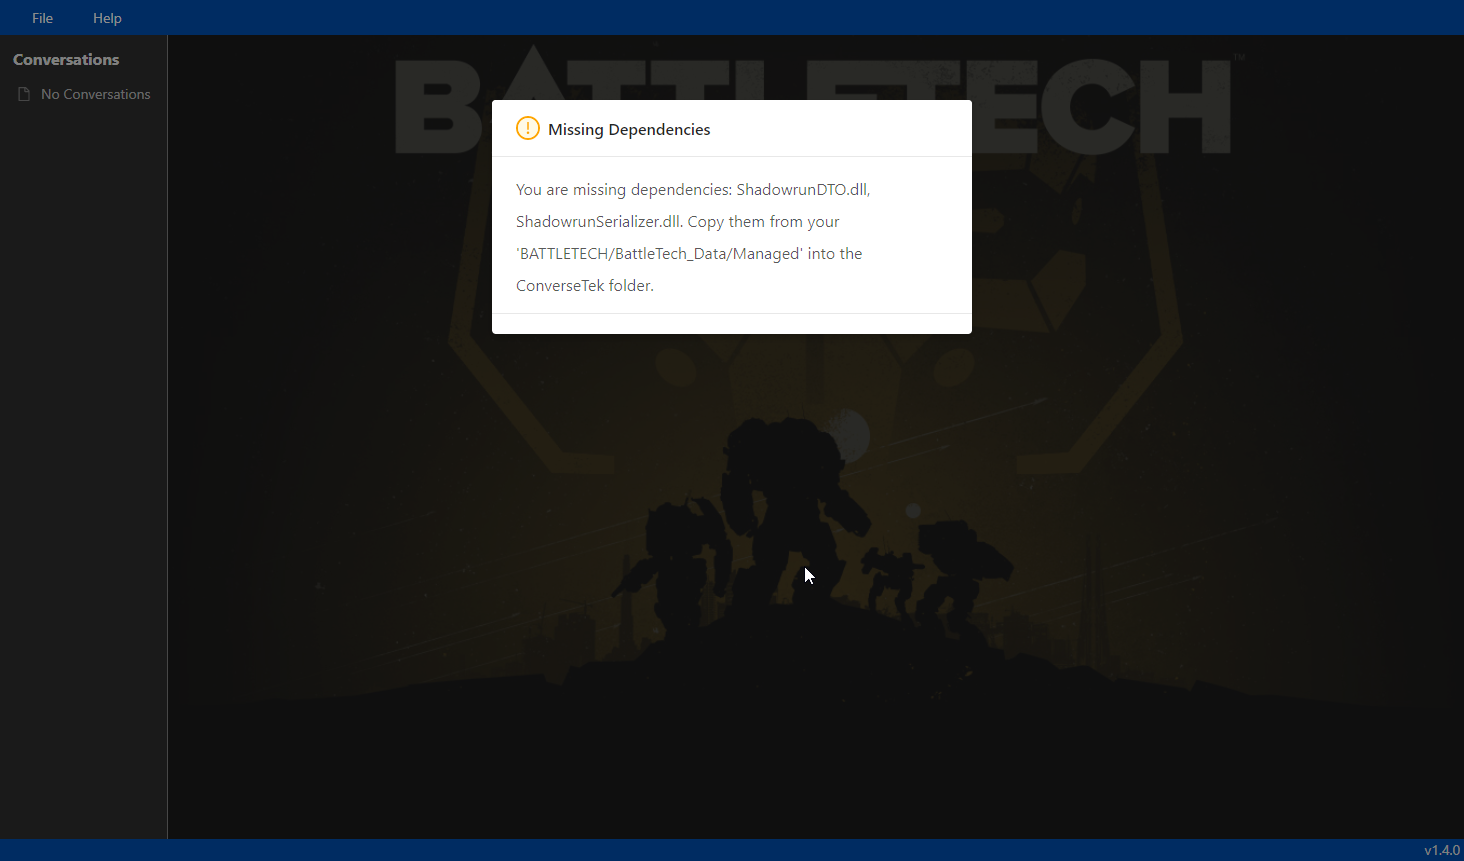 File Help
Conversations
No Conversations
BATTLETECH™
Missing Dependencies
You are missing dependencies: ShadowrunDTO.dll,
ShadowrunSerializer.dll. Copy them from your
'BATTLETECH/BattleTech_Data/Managed' into the
ConverseTek folder.
v1.4.0